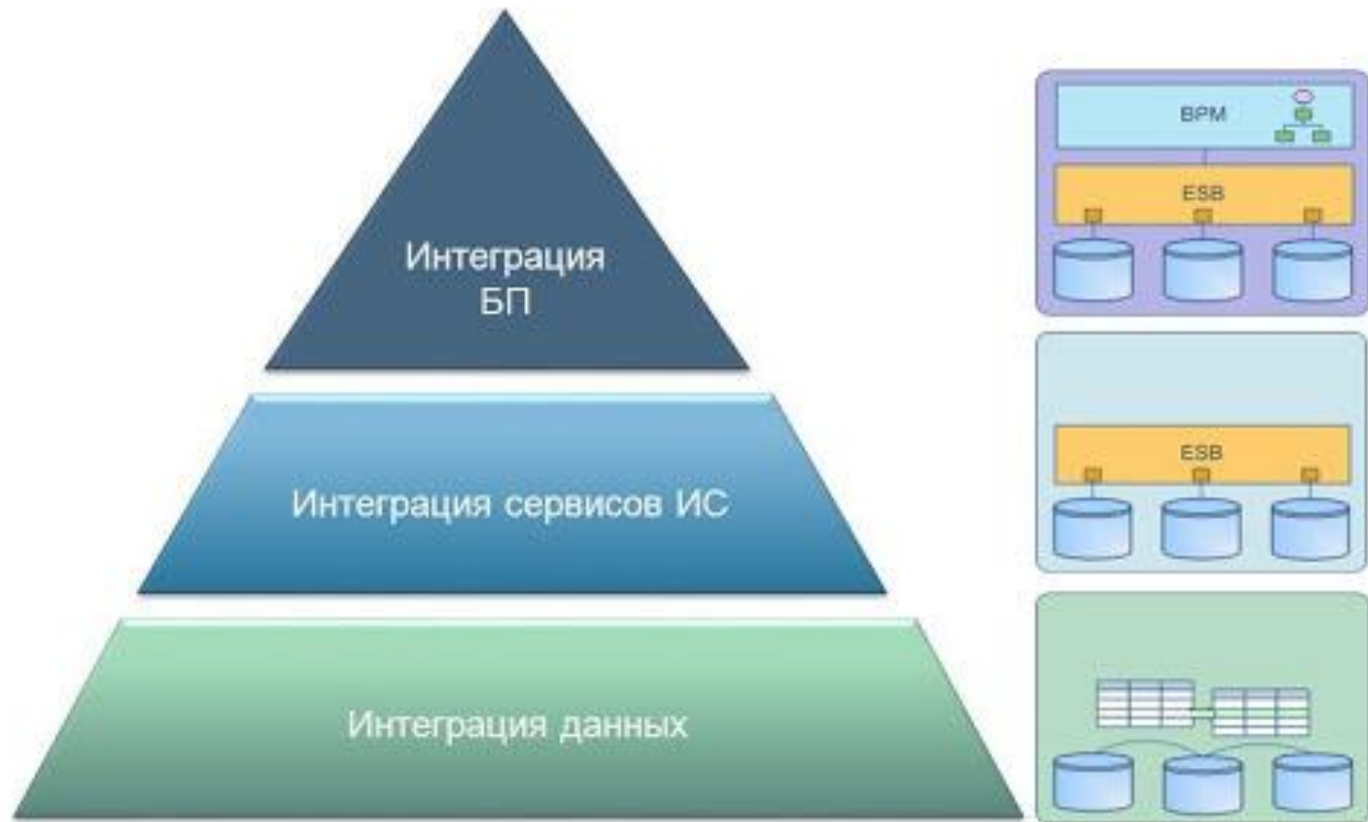 Интеграция
БП
Интеграция сервисов ИС
Интеграция данных
BPM
ESB
ESB